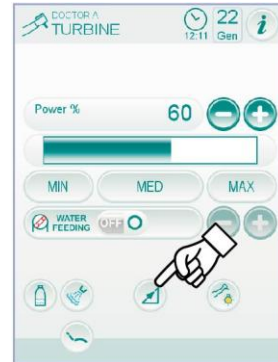 DOCTOR A
TURBINE
12:11
22
Gen
i
Power %
60
MIN
MED
MAX
WATER
FEEDING
OFF